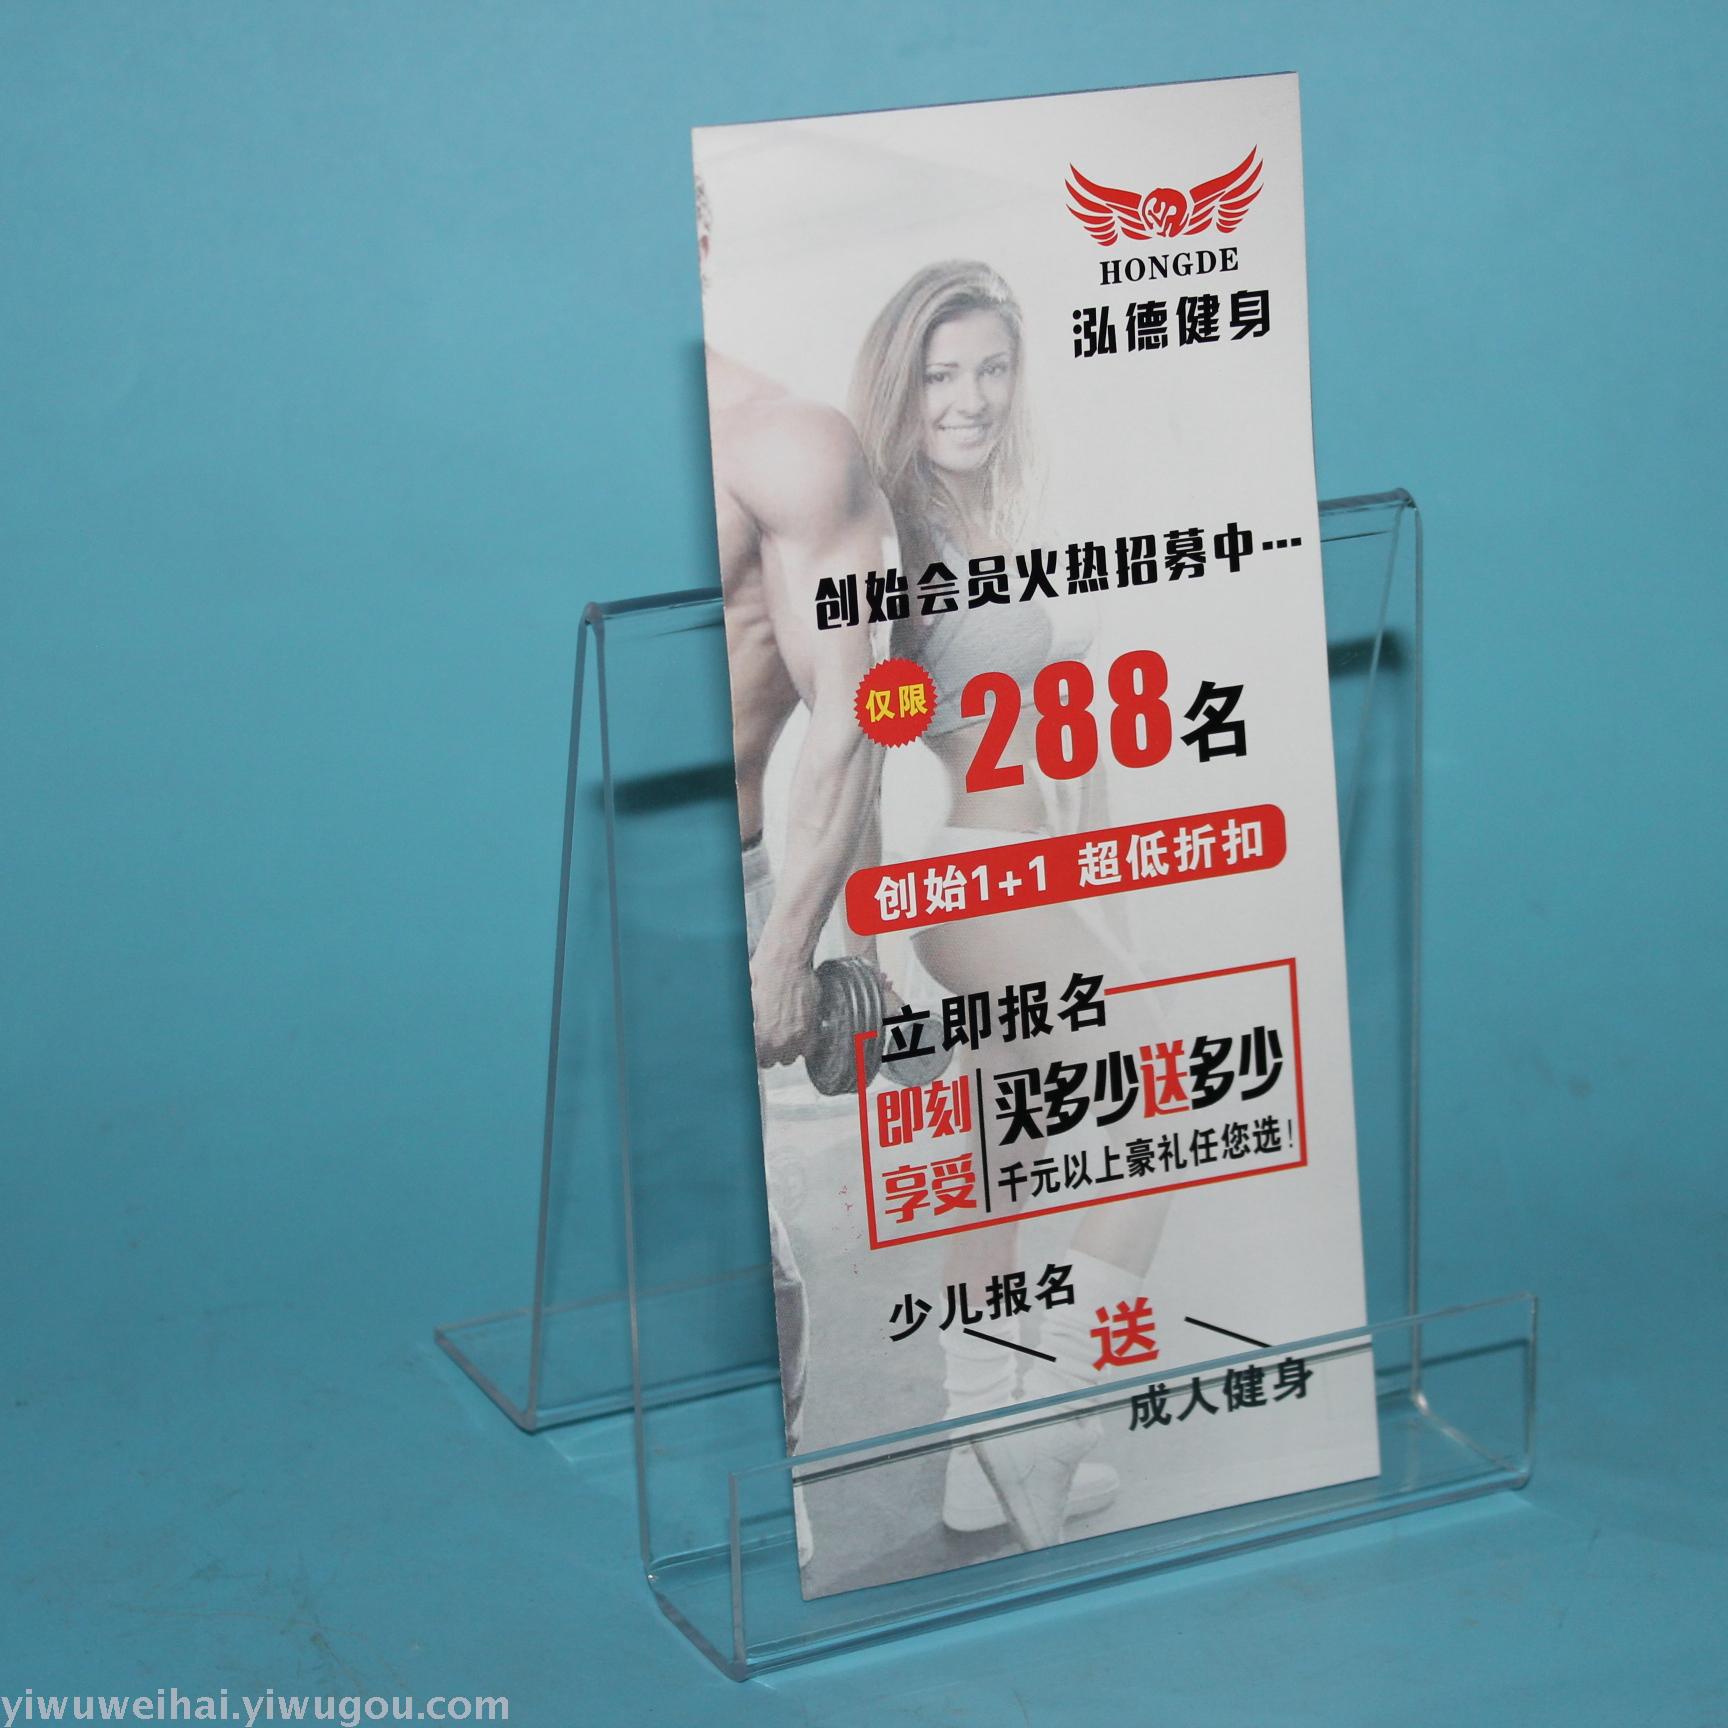 HONGDE
泓德健身
创始会员火热招募中…
仅限 288名
创始1+1 超低折扣
立即报名
即刻享受
买多少送多少
千元以上豪礼任您选！
少儿报名
送
成人健身
yiwuweihai.yiwugou.com